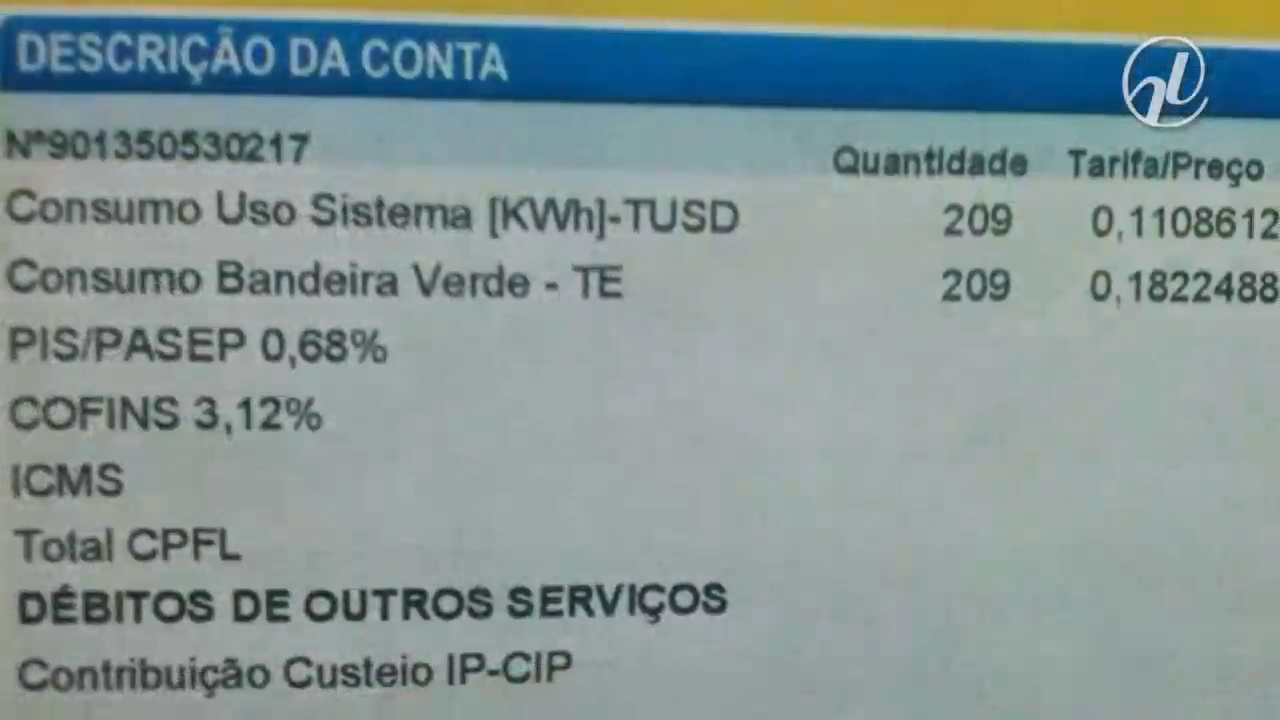 DESCRIÇÃO DA CONTA
Nº901350530217 Quantidade Tarifa/Preço
Consumo Uso Sistema [KWh]-TUSD 209 0,1108612
Consumo Bandeira Verde - TE 209 0,1822488
PIS/PASEP 0,68%
COFINS 3,12%
ICMS
Total CPFL
DÉBITOS DE OUTROS SERVIÇOS
Contribuição Custeio IP-CIP